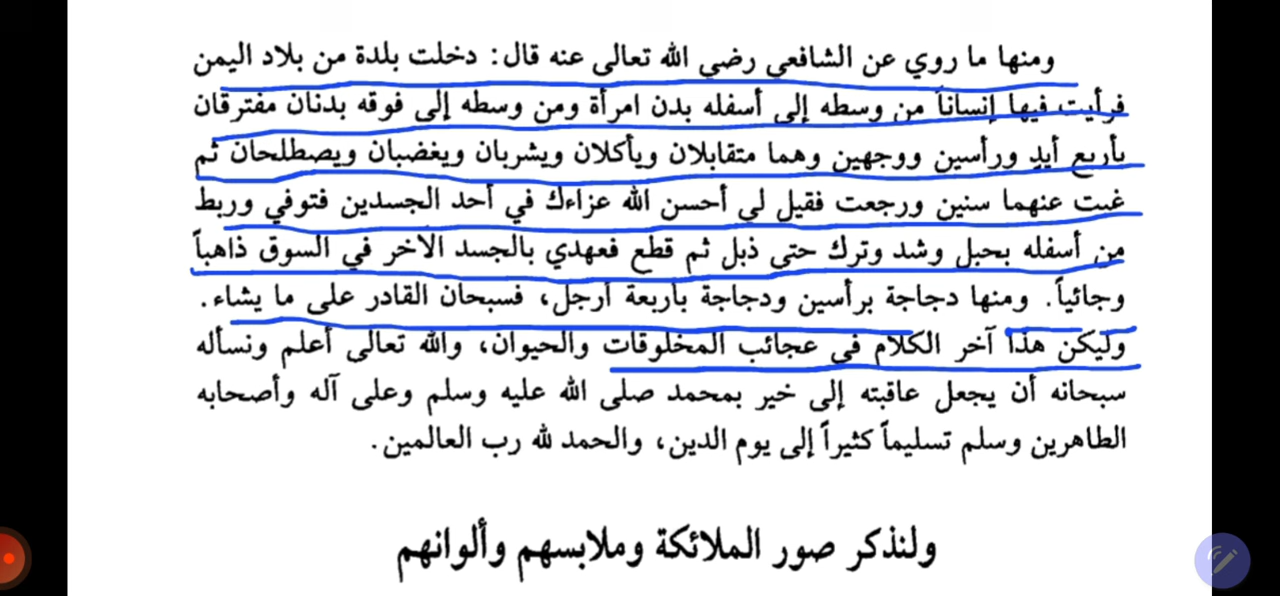 ومنها ما روي عن الشافعي رضي الله تعالى عنه قال: دخلت بلدة من بلاد اليمن
فرأيت فيها إنساناً من وسطه إلى أسفله بدن امرأة ومن وسطه إلى فوقه بدنان مفترقان
بأربع أيدٍ ورأسين ووجهين وهما متقابلان ويأكلان ويشربان ويغضبان ويصطلحان ثم
غبت عنهما سنين ورجعت فقيل لي أحسن الله عزاءك في أحد الجسدين فتوفي وربط
من أسفله بحبل وشد وترك حتى ذبل ثم قطع فعهدي بالجسد الآخر في السوق ذاهباً
وجائياً. ومنها دجاجة برأسين ودجاجة بأربعة أرجل، فسبحان القادر على ما يشاء.
وليكن هذا آخر الكلام في عجائب المخلوقات والحيوان، والله تعالى أعلم ونسأله
سبحانه أن يجعل عاقبته إلى خير بمحمد صلى الله عليه وسلم وعلى آله وأصحابه
الطاهرين وسلم تسليماً كثيراً إلى يوم الدين، والحمد لله رب العالمين.
ولنذكر صور الملائكة وملابسهم وألوانهم